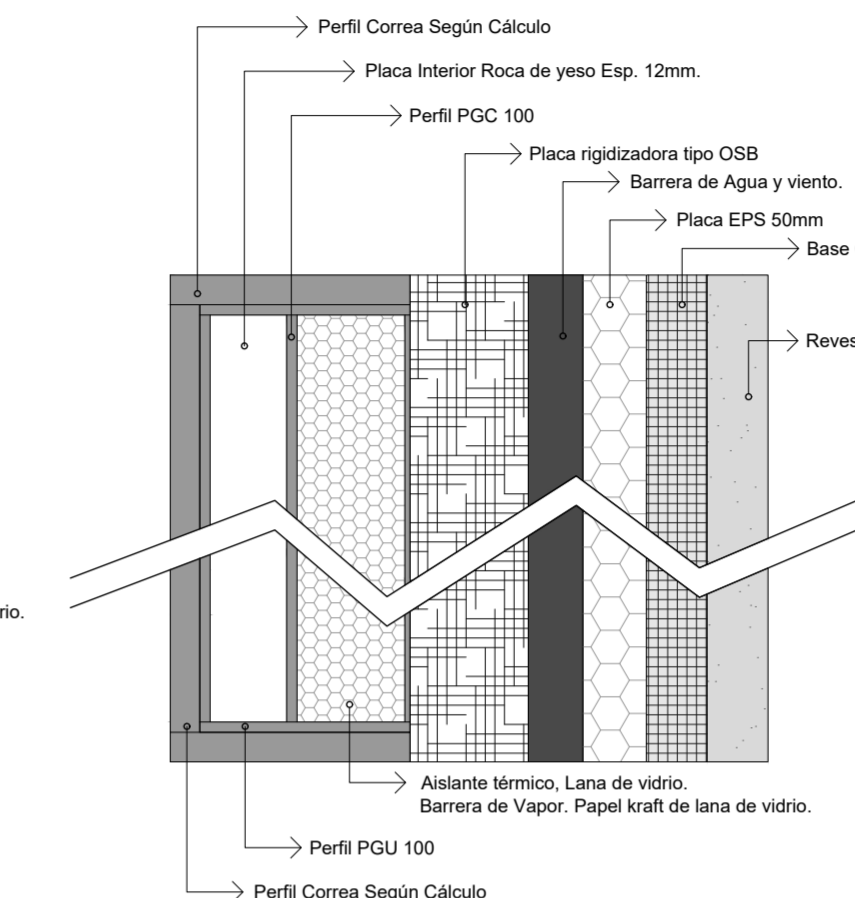 Perfil Correa Según Cálculo
Placa Interior Roca de yeso Esp. 12mm.
Perfil PGC 100
Placa rigidizadora tipo OSB
Barrera de Agua y viento.
Placa EPS 50mm
Base
Reves
rio.
Aislante térmico, Lana de vidrio.
Barrera de Vapor. Papel kraft de lana de vidrio.
Perfil PGU 100
Perfil Correa Según Cálculo